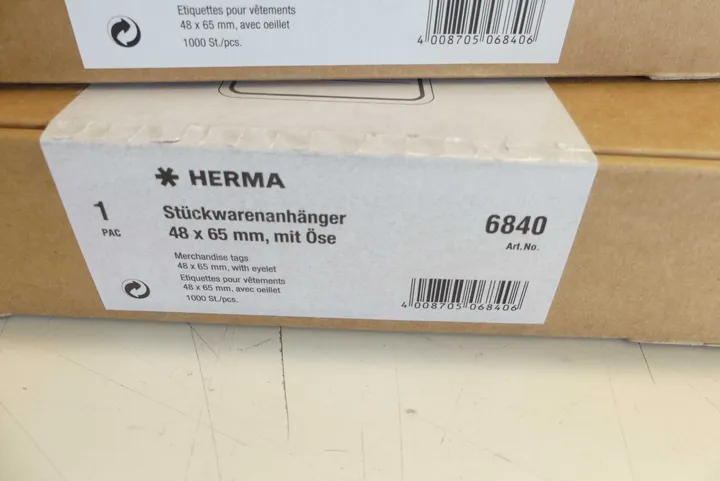 Etiquettes pour vêtements
48 x 65 mm, avec oeillet
1000 St./pcs.
4 008705 068406
HERMA
1
PAC
Stückwarenanhänger
48 x 65 mm, mit Öse
6840
Art.No.
Merchandise tags
48 x 65 mm, with eyelet
Etiquettes pour vêtements
48 x 65 mm, avec oeillet
1000 St./pcs.
4 008705 068406